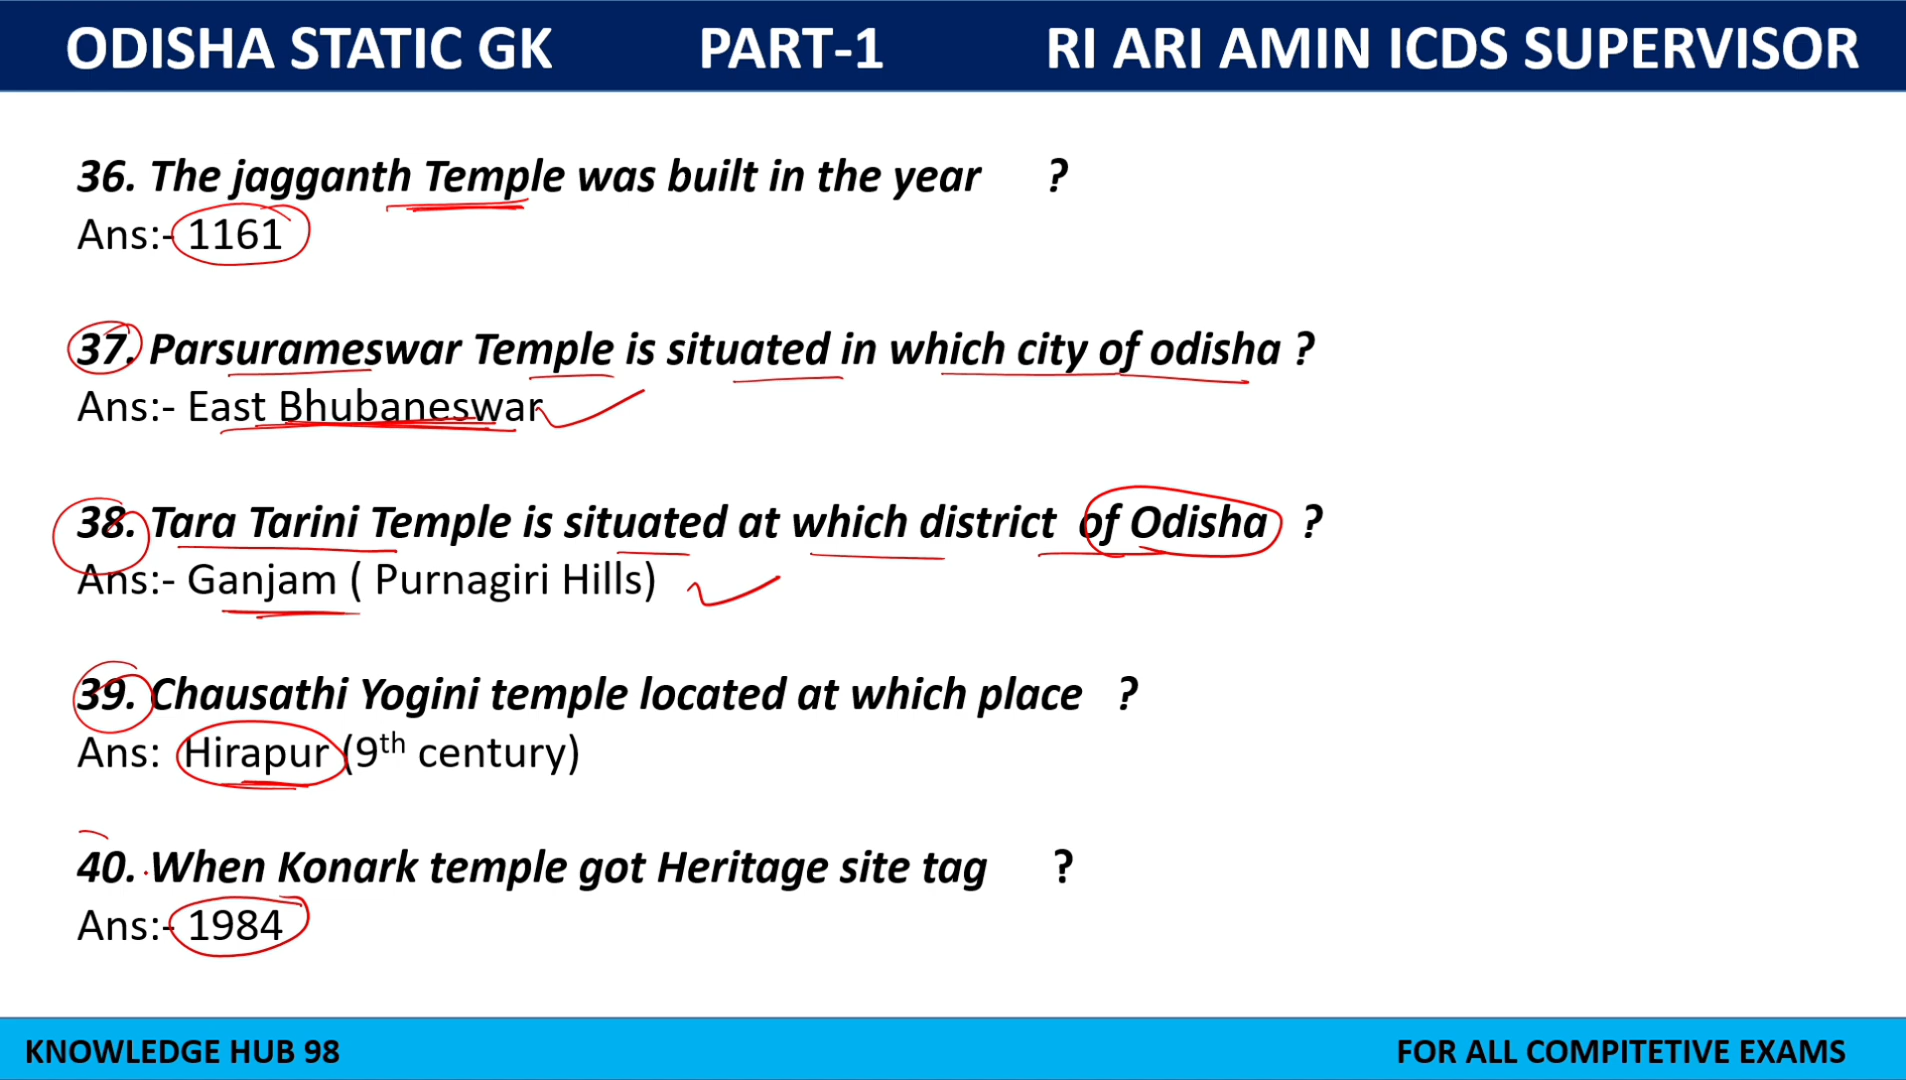 ODISHA STATIC GK PART-1 RI ARI AMIN ICDS SUPERVISOR
36. The jagganth Temple was built in the year ?
Ans:- 1161
37. Parsurameswar Temple is situated in which city of odisha ?
Ans:- East Bhubaneswar
38. Tara Tarini Temple is situated at which district of Odisha ?
Ans:- Ganjam ( Purnagiri Hills)
39. Chausathi Yogini temple located at which place ?
Ans: Hirapur (9th century)
40. When Konark temple got Heritage site tag ?
Ans:- 1984
KNOWLEDGE HUB 98 FOR ALL COMPITETIVE EXAMS